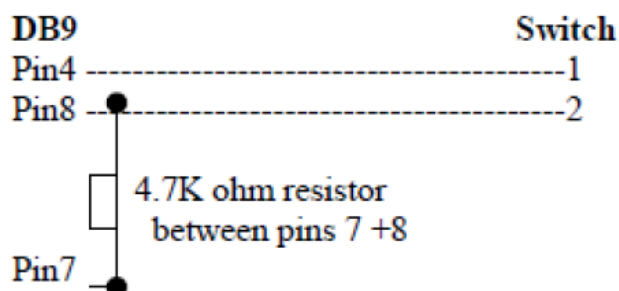 DB9 Switch
Pin4 -----------------------------------------1
Pin8 -----------------------------------------2
4.7K ohm resistor
between pins 7 +8
Pin7